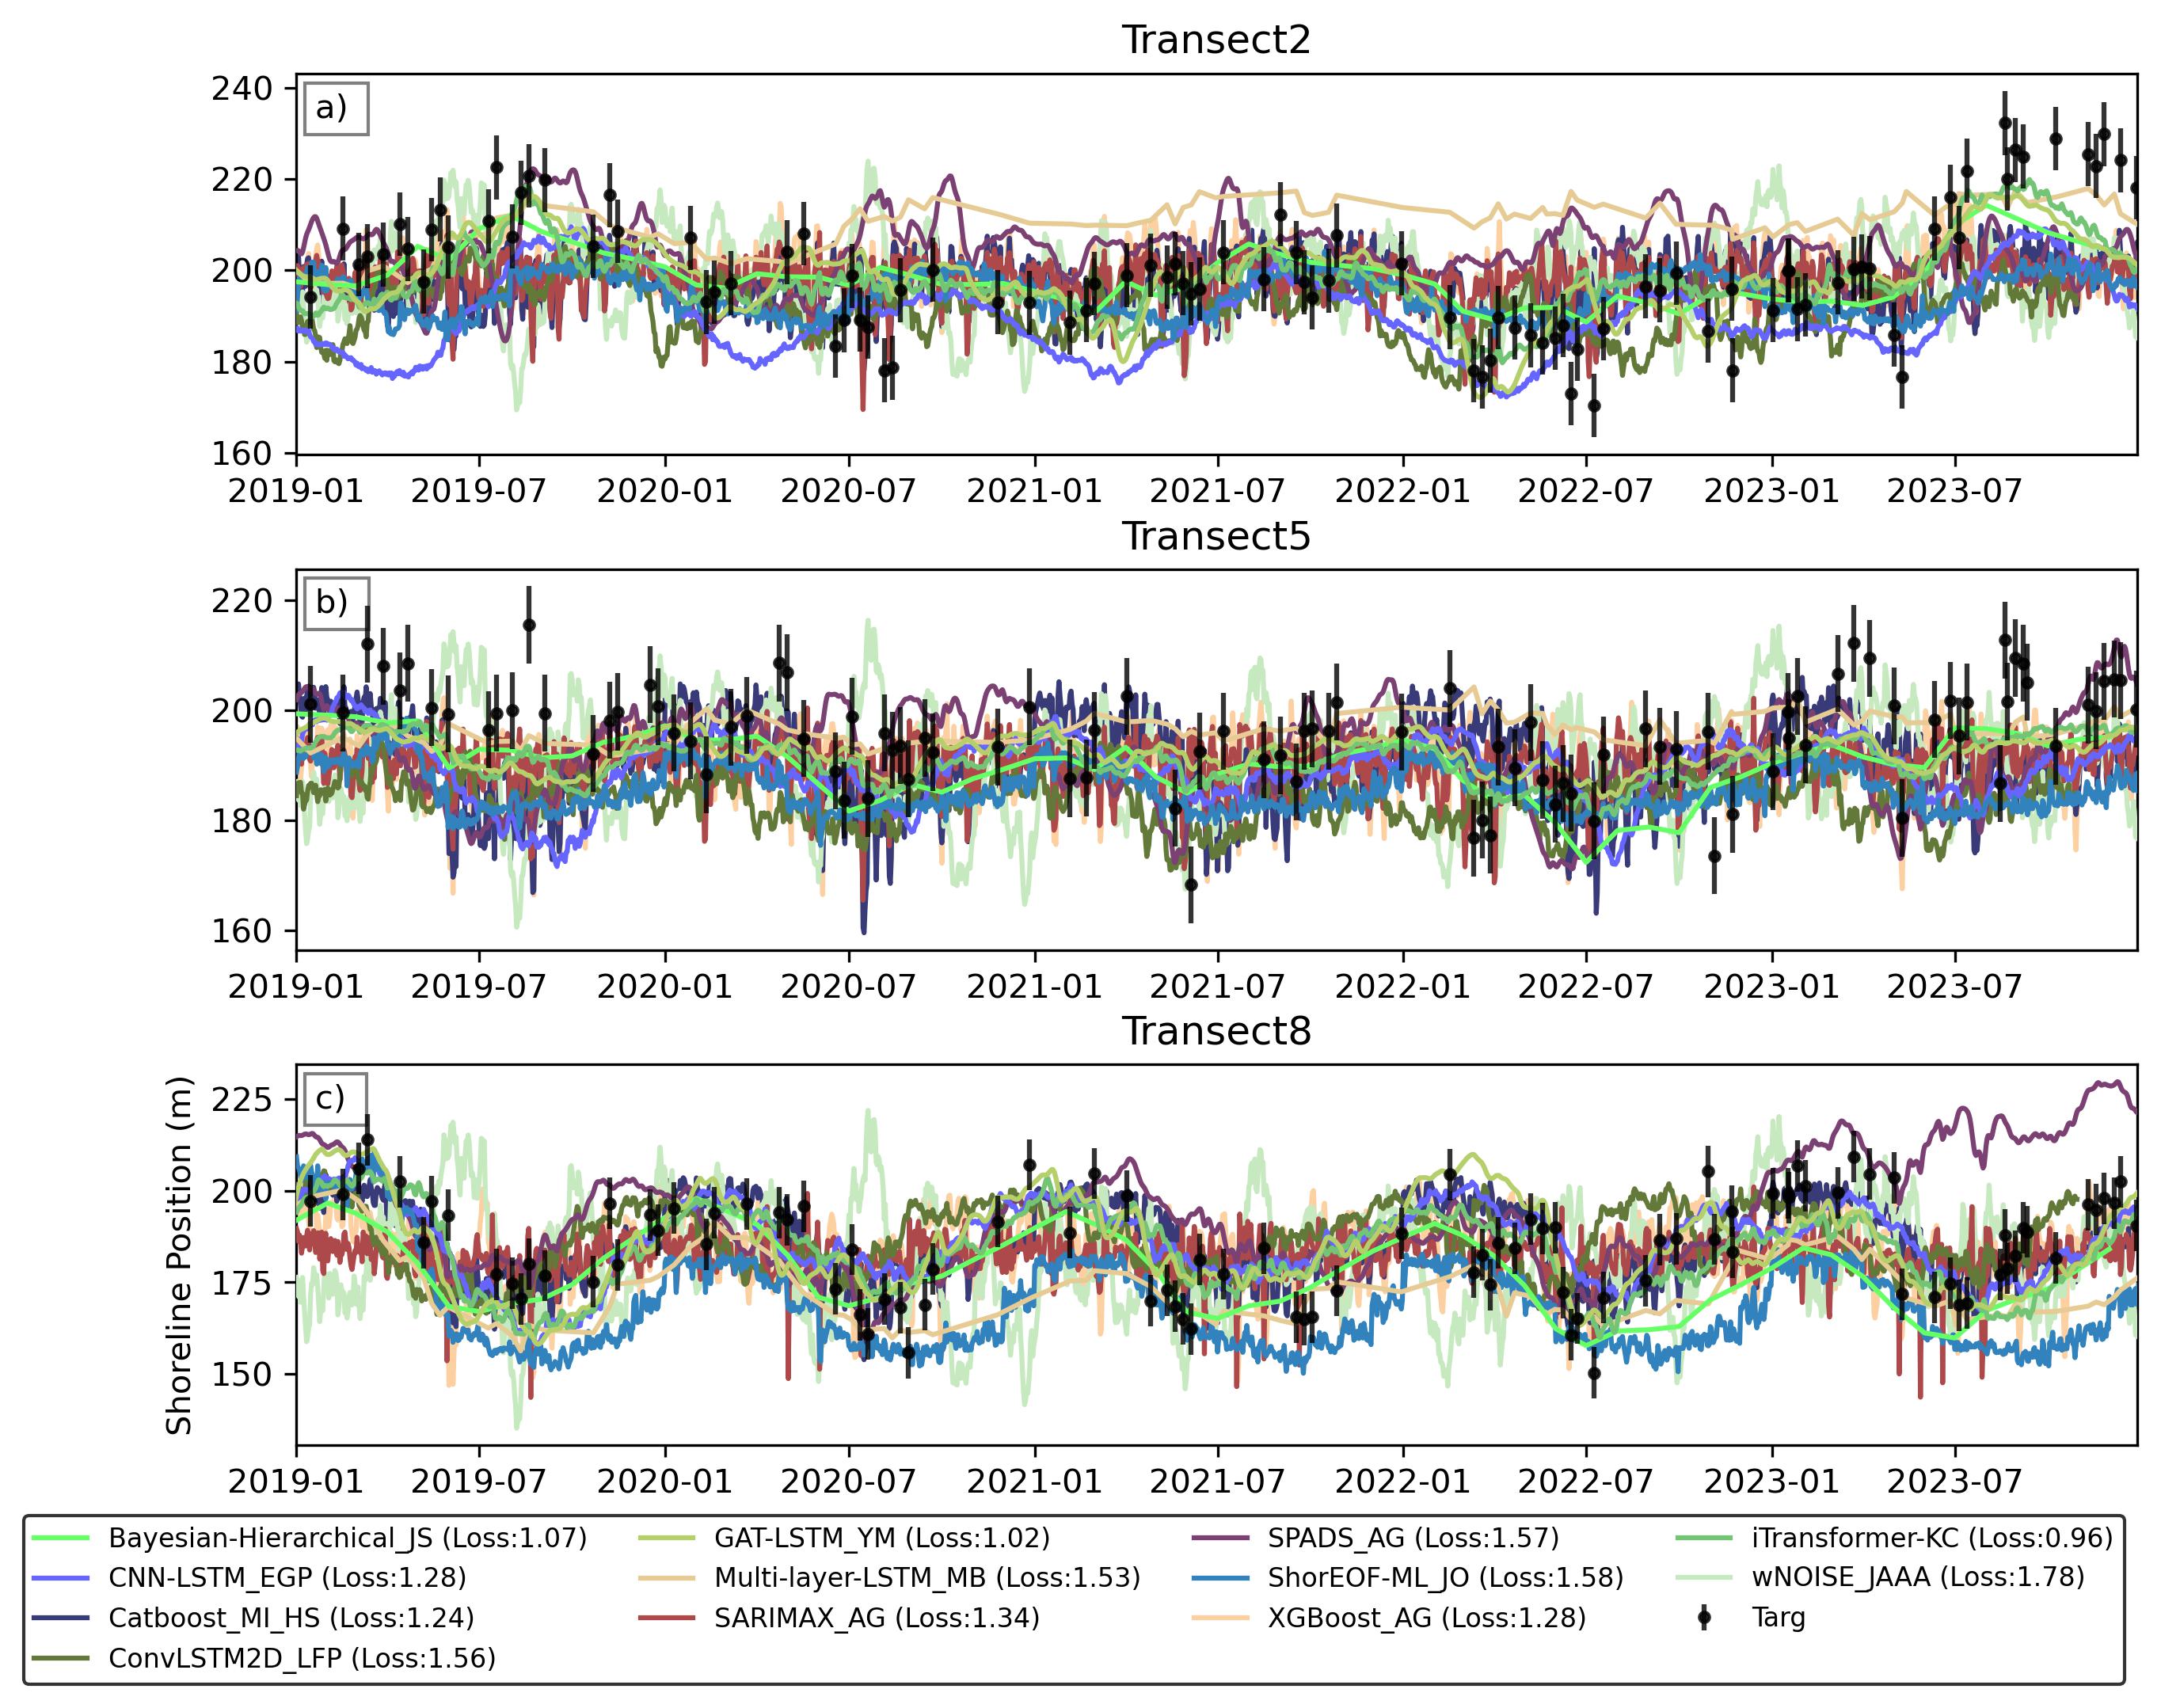 Transect2
a)
240
220
200
180
160
2019-01 2019-07 2020-01 2020-07 2021-01 2021-07 2022-01 2022-07 2023-01 2023-07
Transect5
b)
220
200
180
160
2019-01 2019-07 2020-01 2020-07 2021-01 2021-07 2022-01 2022-07 2023-01 2023-07
Transect8
c)
Shoreline Position (m)
225
200
175
150
2019-01 2019-07 2020-01 2020-07 2021-01 2021-07 2022-01 2022-07 2023-01 2023-07
Bayesian-Hierarchical_JS (Loss:1.07)
CNN-LSTM_EGP (Loss:1.28)
Catboost_MI_HS (Loss:1.24)
ConvLSTM2D_LFP (Loss:1.56)
GAT-LSTM_YM (Loss:1.02)
Multi-layer-LSTM_MB (Loss:1.53)
SARIMAX_AG (Loss:1.34)
SPADS_AG (Loss:1.57)
ShorEOF-ML_JO (Loss:1.58)
XGBoost_AG (Loss:1.28)
iTransformer-KC (Loss:0.96)
wNOISE_JAAA (Loss:1.78)
Targ